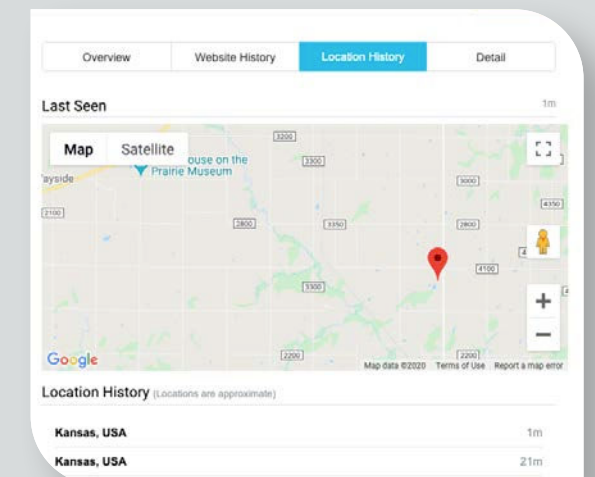 Overview Website History Location History Detail
Last Seen 1m
Map Satellite
3200
ouse on the
Prairie Museum
3300
ayside
3000
2100
4350
2800 3350 2800
4100
3300
2200 2200
Google Map data ©2020 Terms of Use Report a map error
Location History (Locations are approximate)
Kansas, USA 1m
Kansas, USA 21m